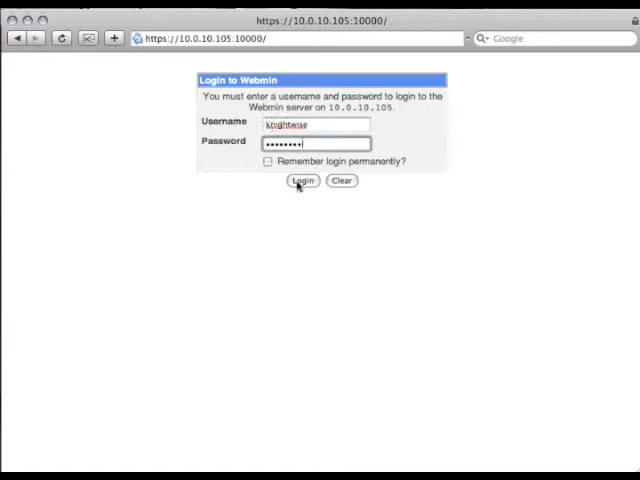 https://10.0.10.105:10000/
https://10.0.10.105:10000/
Google
Login to Webmin
You must enter a username and password to login to the
Webmin server on 10.0.10.105.
Username
knightwise
Password
••••••••
Remember login permanently?
Login
Clear